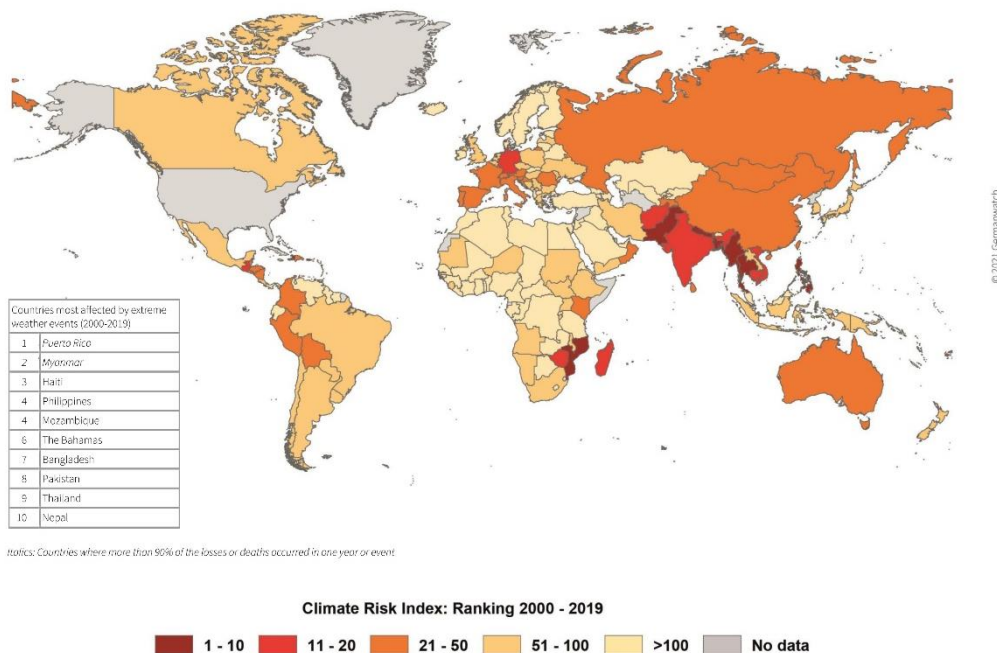 © 2021 Germanwatch
Countries most affected by extreme
weather events (2000-2019)
1 Puerto Rico
2 Myanmar
3 Haiti
4 Philippines
4 Mozambique
6 The Bahamas
7 Bangladesh
8 Pakistan
9 Thailand
10 Nepal
Italics: Countries where more than 90% of the losses or deaths occurred in one year or event
Climate Risk Index: Ranking 2000 - 2019
1 - 10 11 - 20 21 - 50 51 - 100 >100 No data